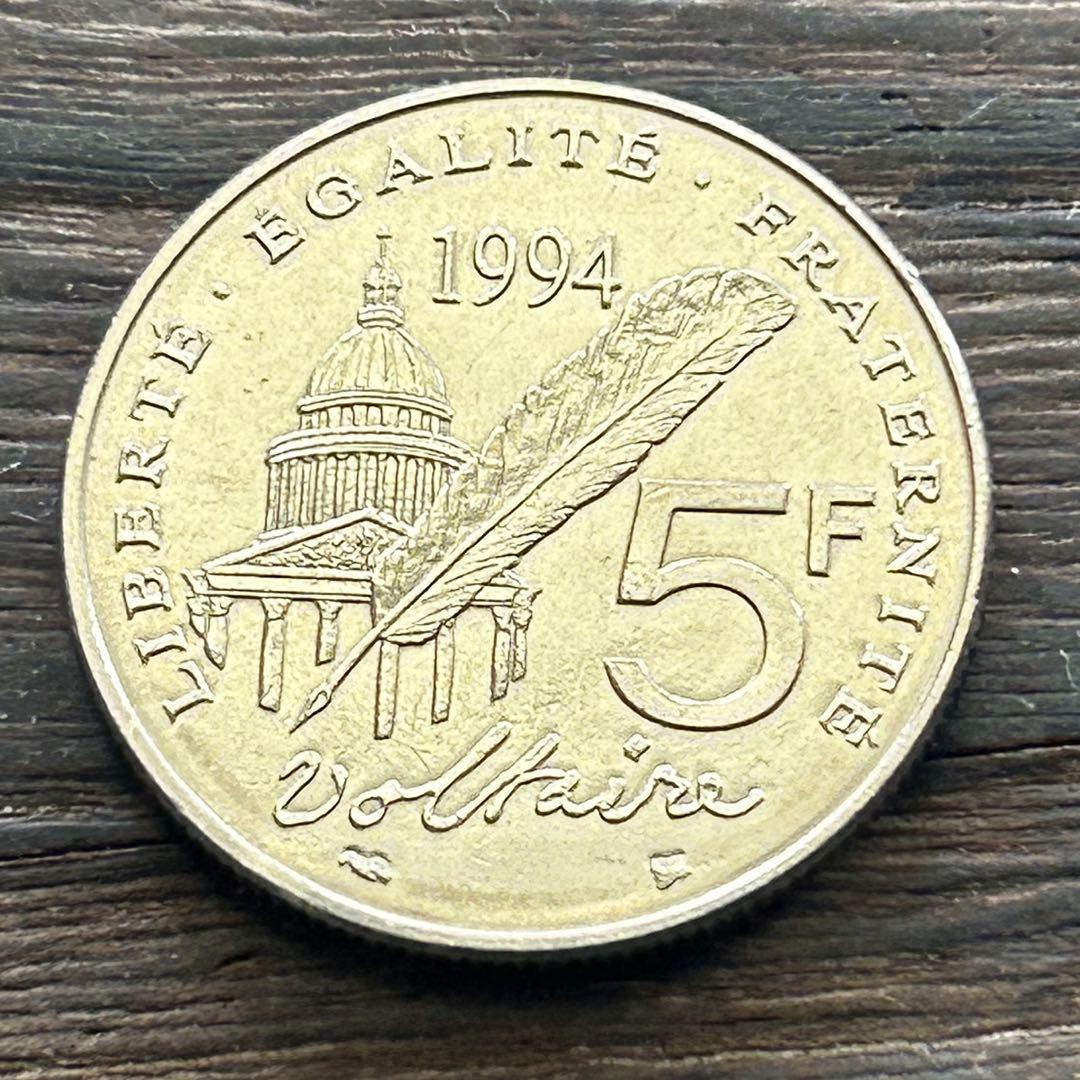 LIBERTÉ · ÉGALITÉ · FRATERNITÉ
1994
5F
Voltaire